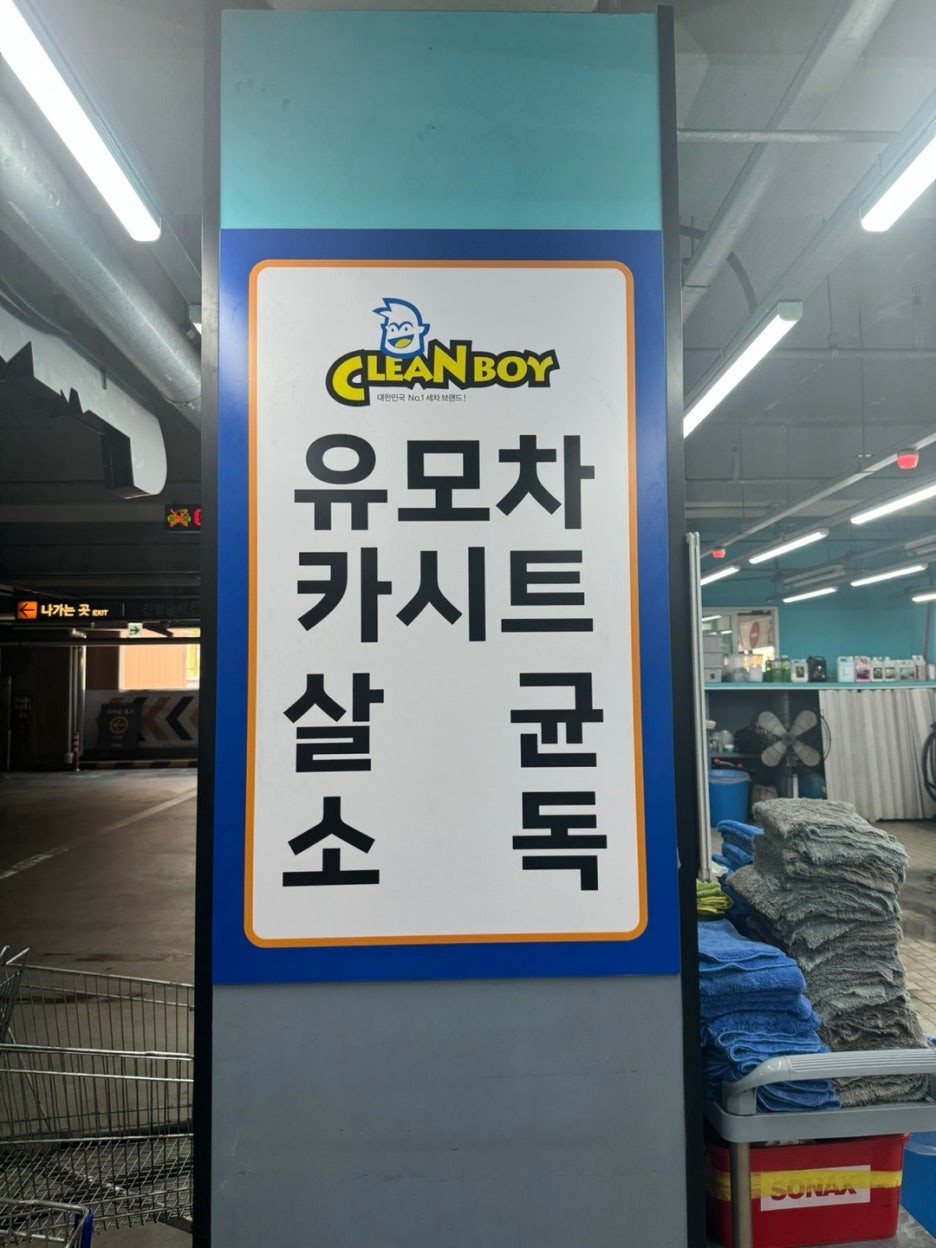 CLEANBOY
대한민국 No.1 세차 브랜드!
유모차
카시트
살 균
소 독
나가는 곳 EXIT
SONAX